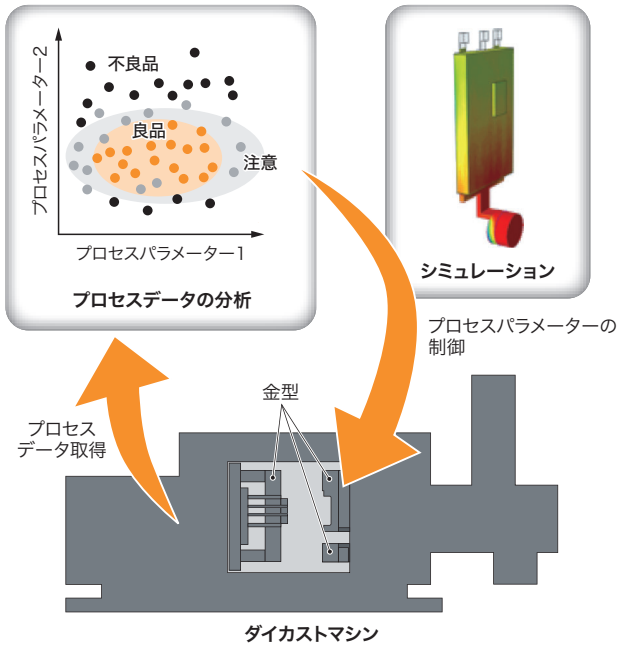 プロセスパラメーター2
不良品
良品
注意
プロセスパラメーター1
プロセスデータの分析
シミュレーション
プロセスパラメーターの
制御
プロセス
データ取得
金型
ダイカストマシン